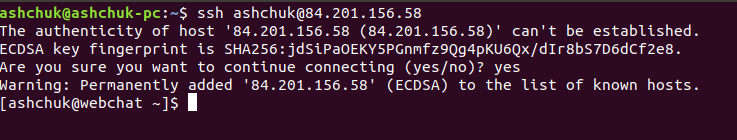 ashchuk@ashchuk-pc:~$ ssh ashchuk@84.201.156.58
The authenticity of host '84.201.156.58 (84.201.156.58)' can't be established.
ECDSA key fingerprint is SHA256:jdSiPaOEKY5PGnmfz9Qg4pKU6Qx/dIr8bS7D6dCf2e8.
Are you sure you want to continue connecting (yes/no)? yes
Warning: Permanently added '84.201.156.58' (ECDSA) to the list of known hosts.
[ashchuk@webchat ~]$